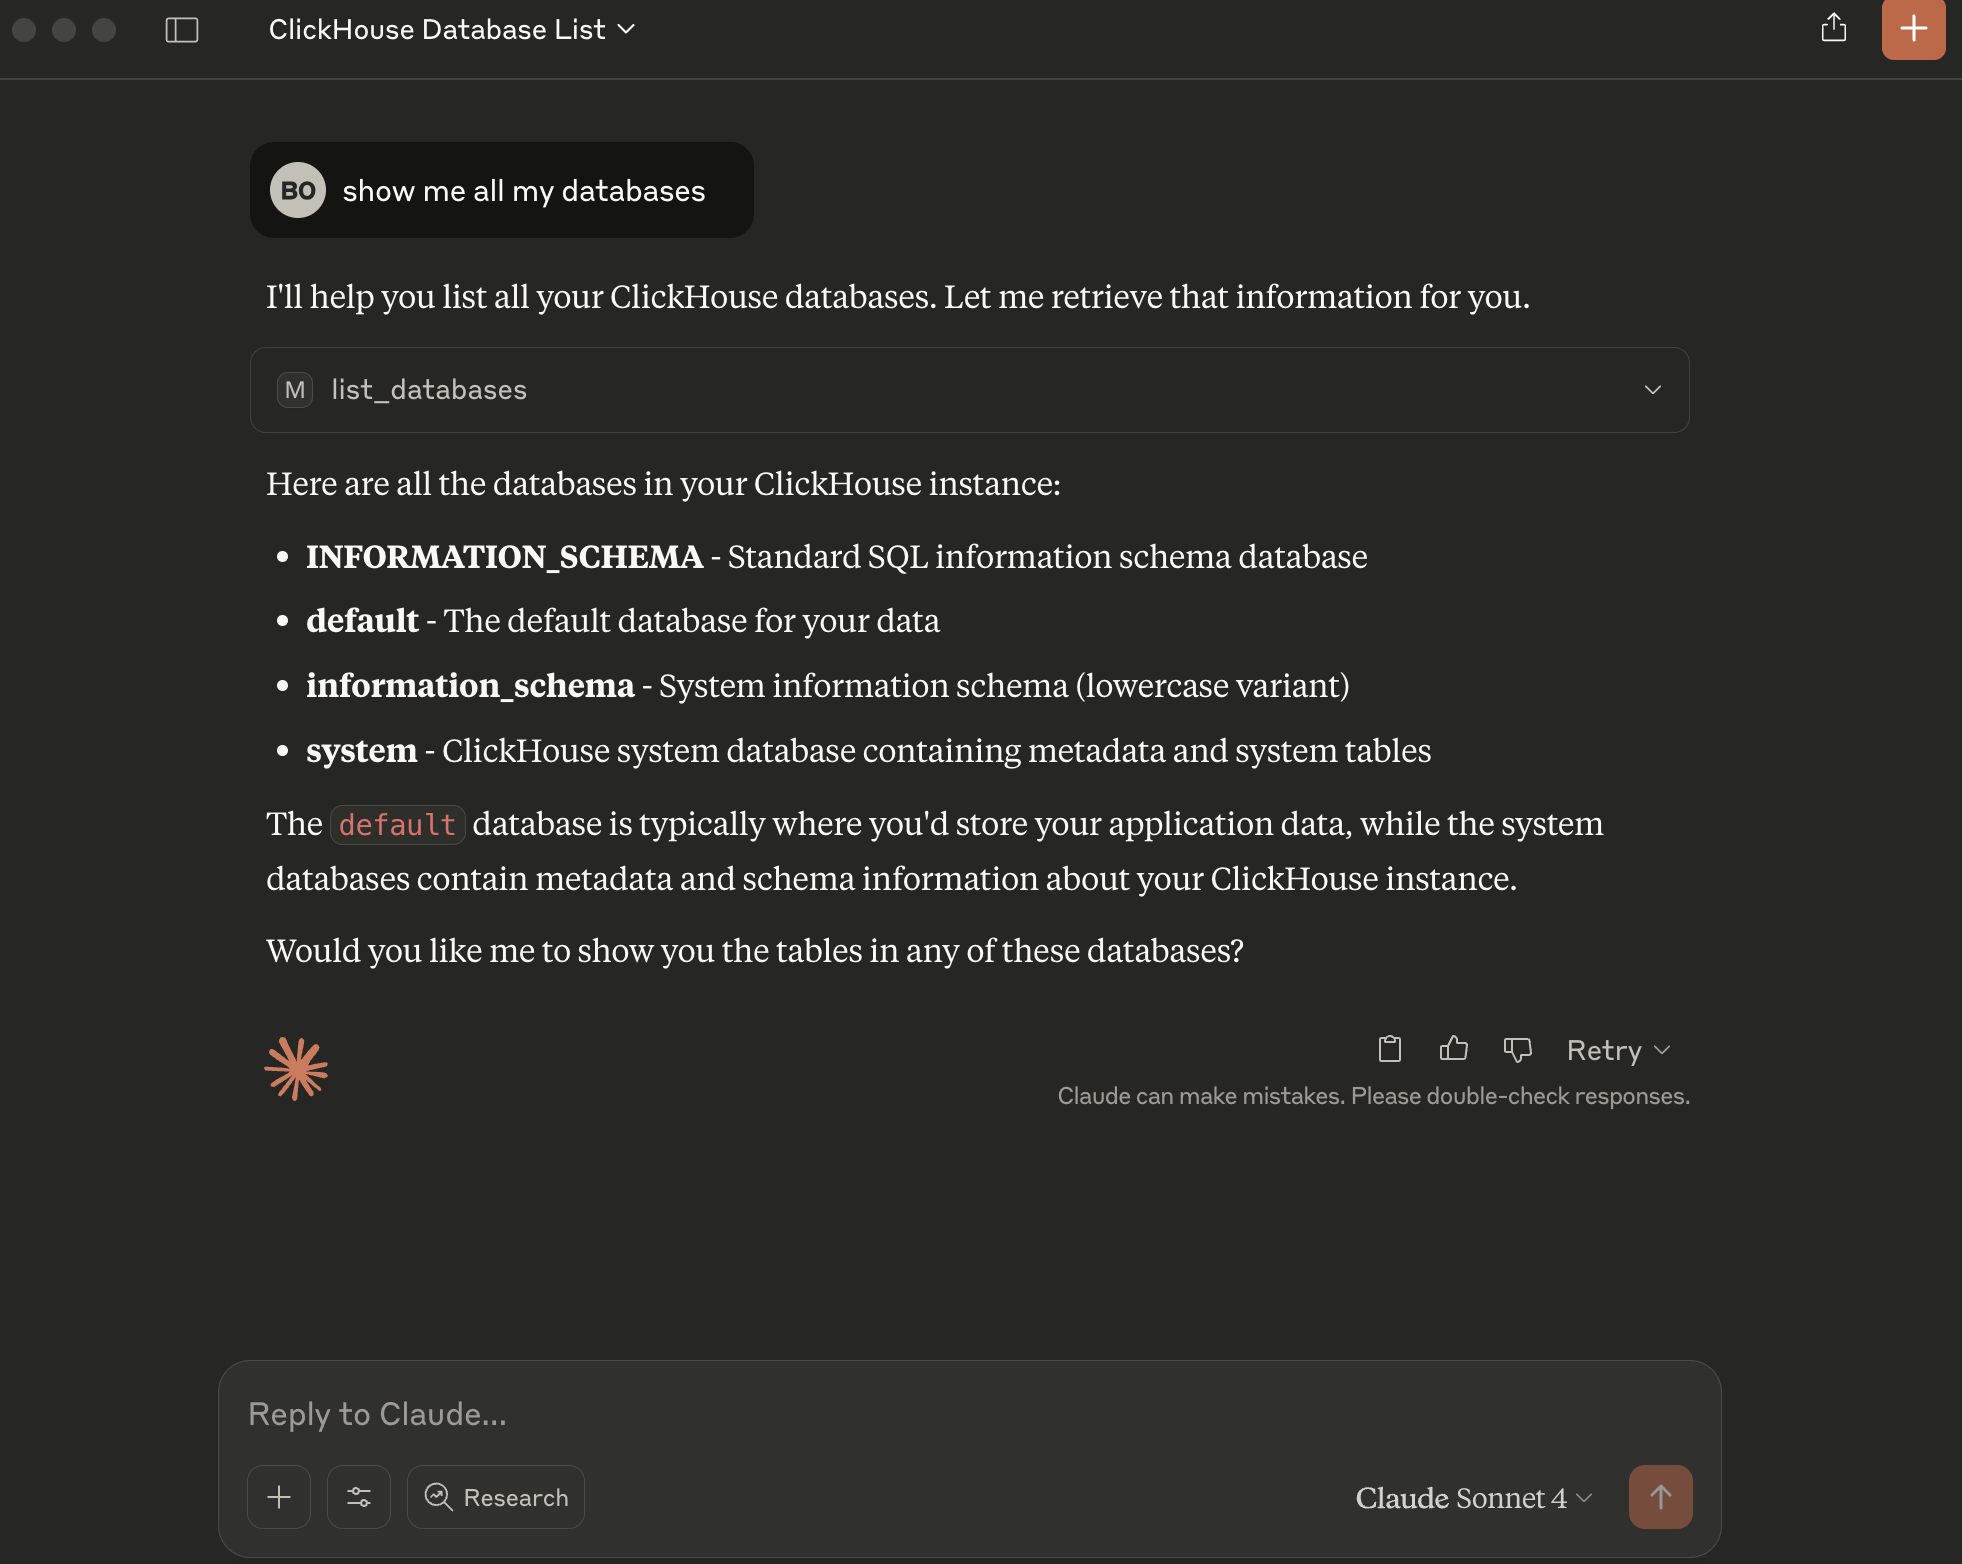 ClickHouse Database List
BO show me all my databases
I'll help you list all your ClickHouse databases. Let me retrieve that information for you.
M list_databases
Here are all the databases in your ClickHouse instance:
• INFORMATION_SCHEMA - Standard SQL information schema database
• default - The default database for your data
• information_schema - System information schema (lowercase variant)
• system - ClickHouse system database containing metadata and system tables
The default database is typically where you'd store your application data, while the system
databases contain metadata and schema information about your ClickHouse instance.
Would you like me to show you the tables in any of these databases?
Retry
Claude can make mistakes. Please double-check responses.
Reply to Claude...
Research
Claude Sonnet 4